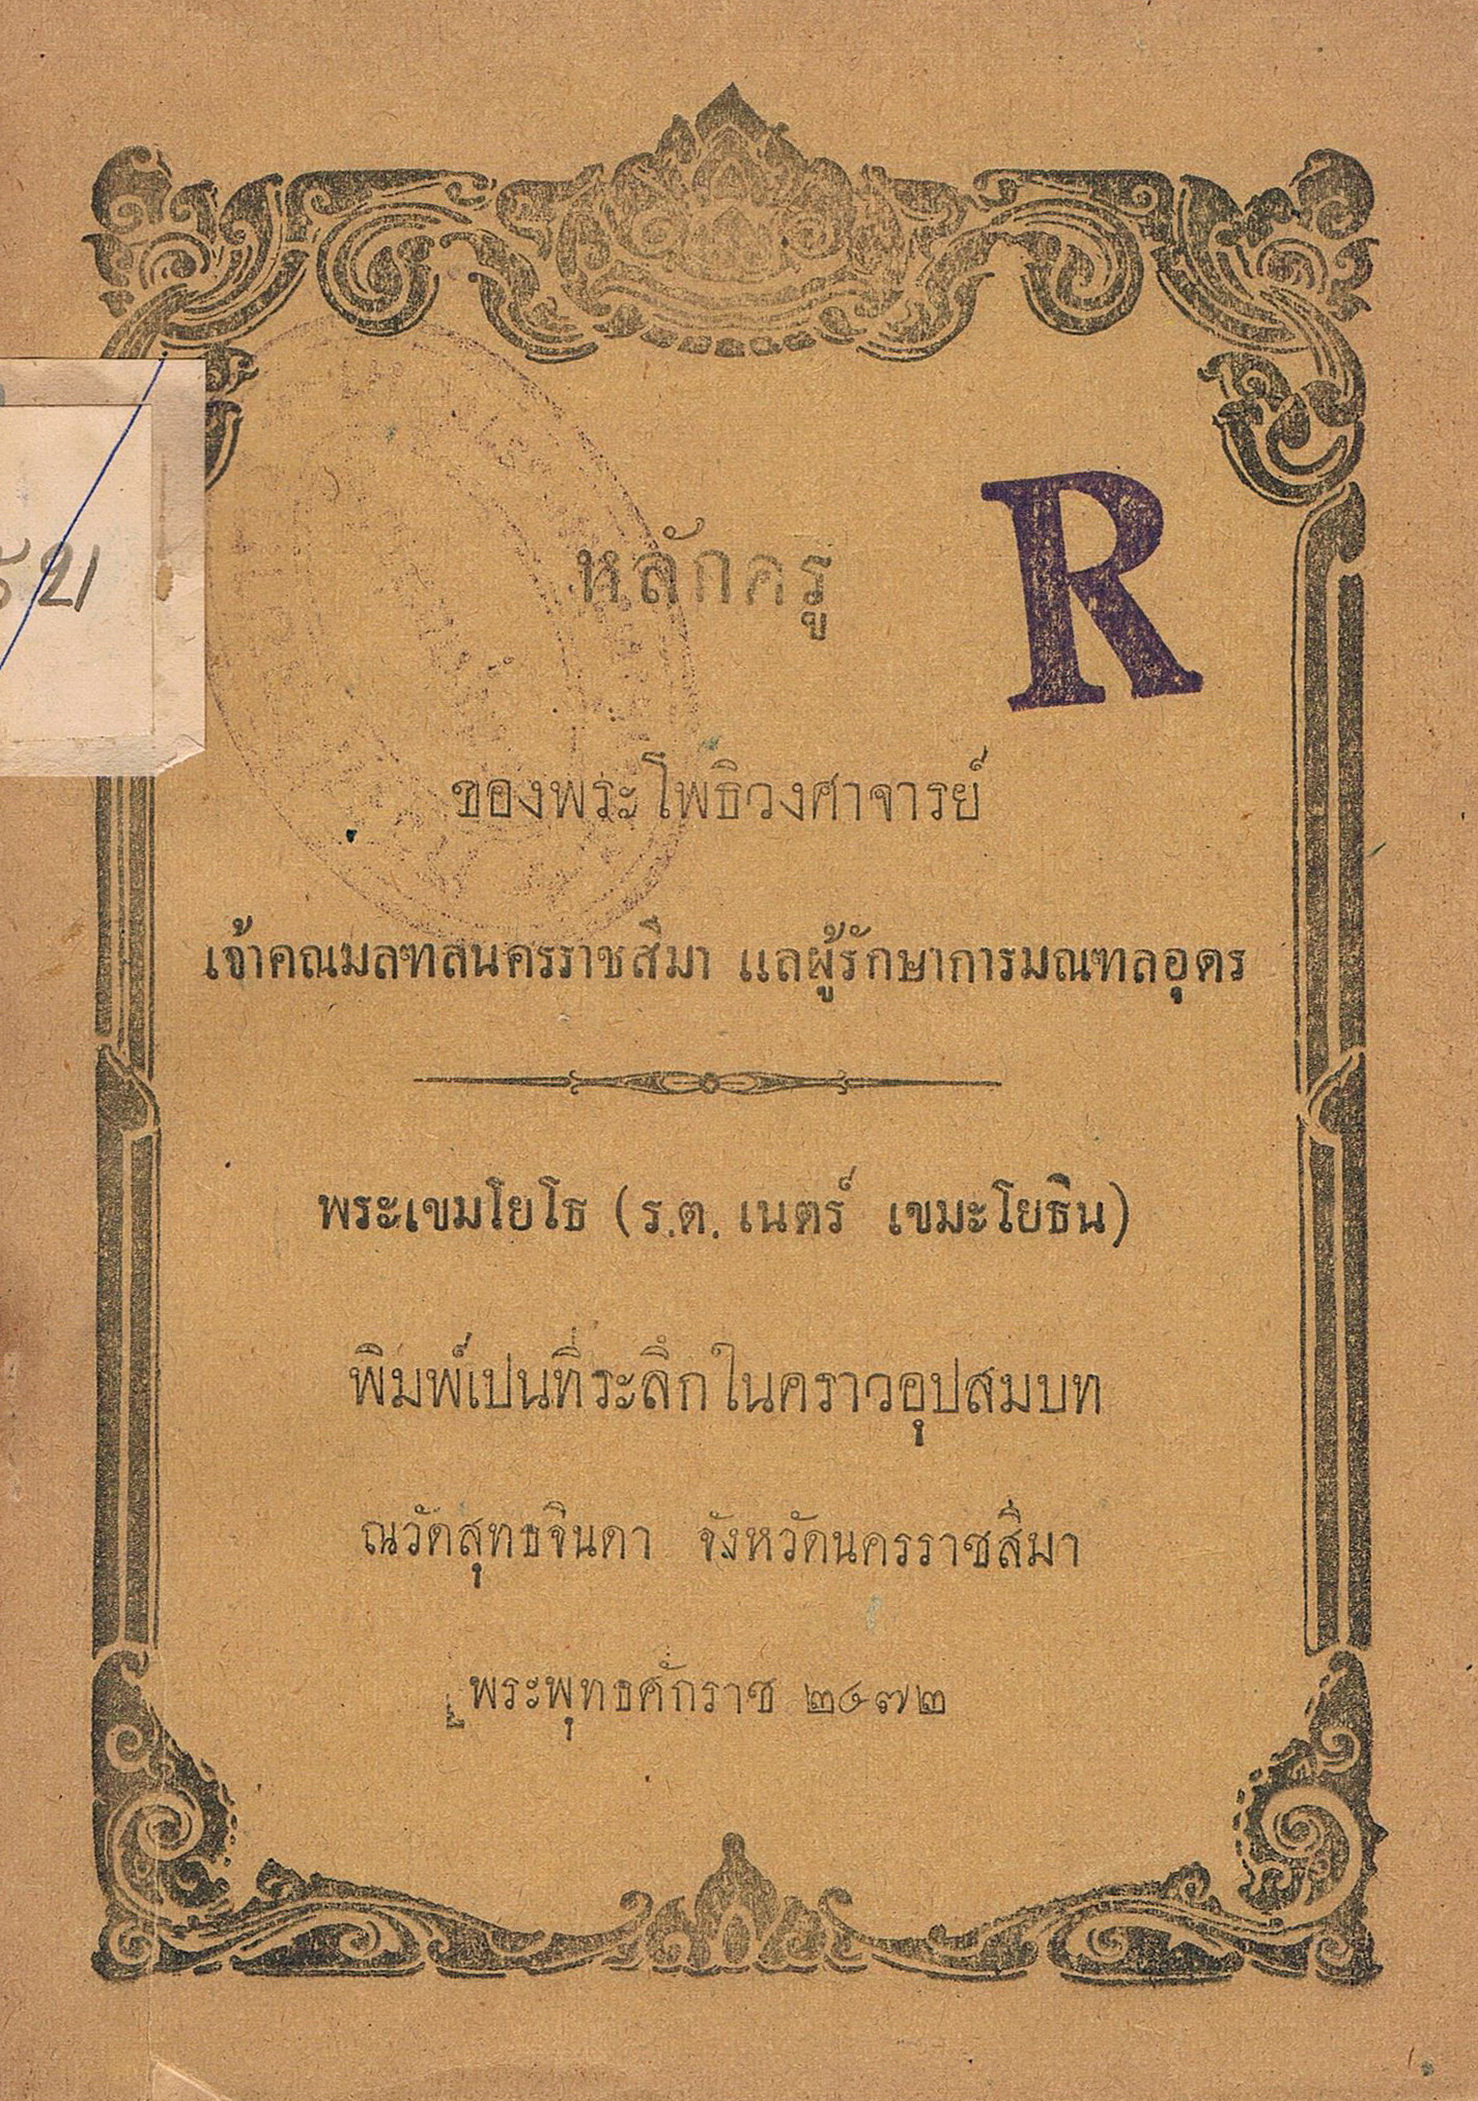 หลักครู
R
ของพระโพธิวงศาจารย์
521
เจ้าคณมลฑสนครราชสีมา แลผู้รักษาการมณฑลอุดร
พระเขมโยโธ (ร.ต. เนตร์ เขมะโยธิน)
พิมพ์เปนที่ระลึกในคราวอุปสมบท
ณวัดสุทธจินดา จังหวัดนครราชสิมา
พระพุทธศักราช ๒๔๗๒